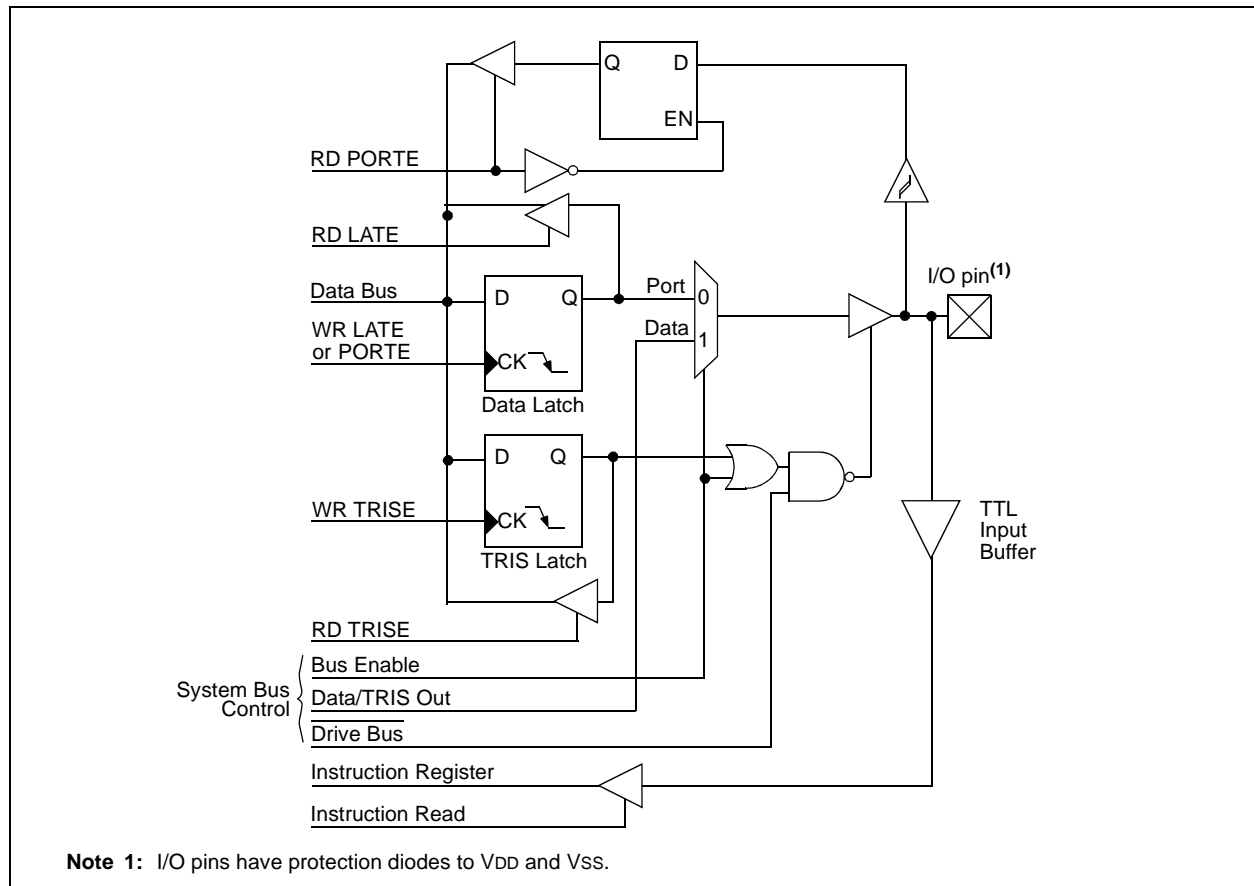 Q D
EN
RD PORTE
RD LATE
I/O pin(1)
Data Bus
D Q
Port 0
WR LATE
or PORTE
Data 1
CK
Data Latch
D Q
WR TRISE
CK
TRIS Latch
TTL
Input
Buffer
RD TRISE
System Bus
Control
Bus Enable
Data/TRIS Out
Drive Bus
Instruction Register
Instruction Read
Note 1: I/O pins have protection diodes to VDD and VSS.